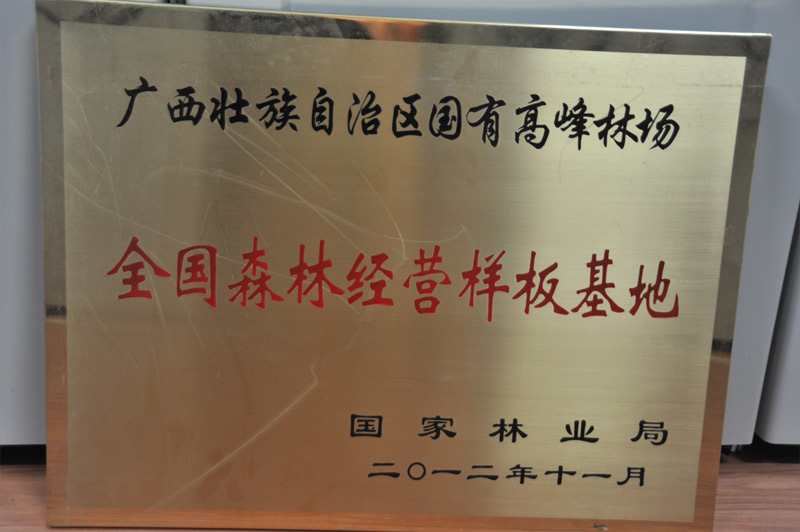 广西壮族自治区国有高峰林场
全国森林经营样板基地
国家林业局
二〇一二年十一月